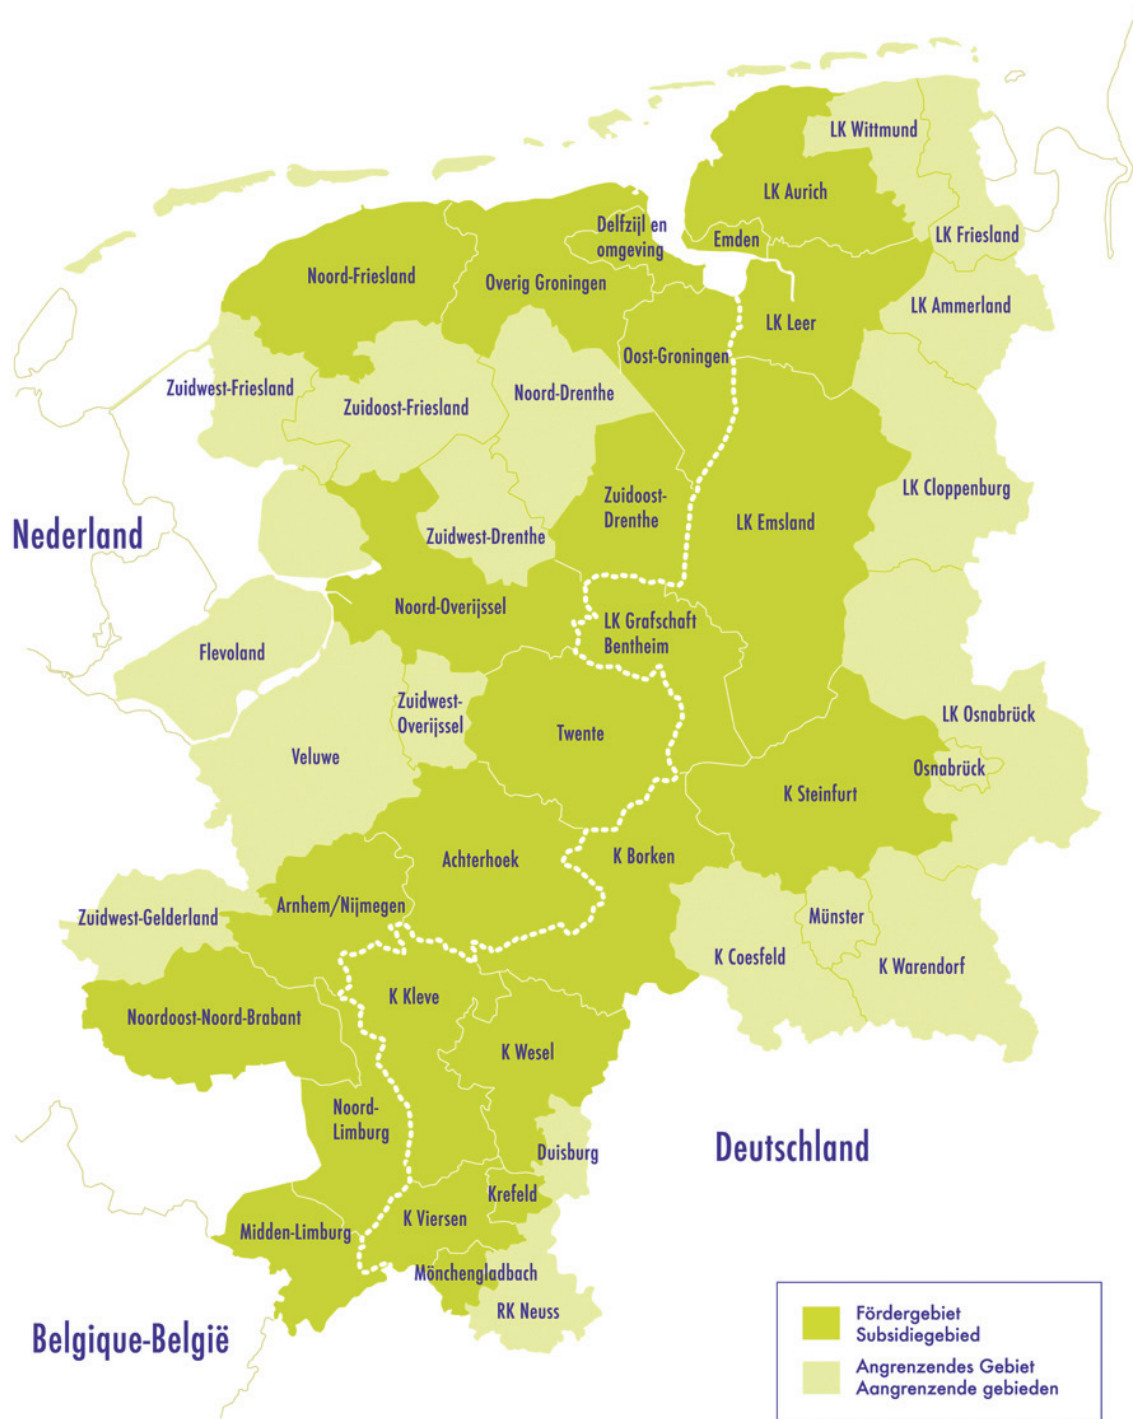 LK Wittmund
LK Aurich
Delfzijl en
omgeving
Emden
LK Friesland
Noord-Friesland
Overig Groningen
LK Ammerland
LK Leer
Oost-Groningen
Zuidwest-Friesland
Zuidoost-Friesland
Noord-Drenthe
LK Cloppenburg
Zuidoost-
Drenthe
LK Emsland
Nederland
Zuidwest-Drenthe
Noord-Overijssel
LK Grafschaft
Bentheim
Flevoland
Zuidwest-
Overijssel
LK Osnabrück
Twente
Veluwe
Osnabrück
K Steinfurt
Achterhoek
K Borken
Arnhem/Nijmegen
Zuidwest-Gelderland
Münster
K Coesfeld
K Warendorf
K Kleve
Noordoost-Noord-Brabant
K Wesel
Noord-
Limburg
Deutschland
Duisburg
Krefeld
K Viersen
Midden-Limburg
Mönchengladbach
RK Neuss
Belgique-België
Fördergebiet
Subsidiegebied
Angrenzendes Gebiet
Aangrenzende gebieden